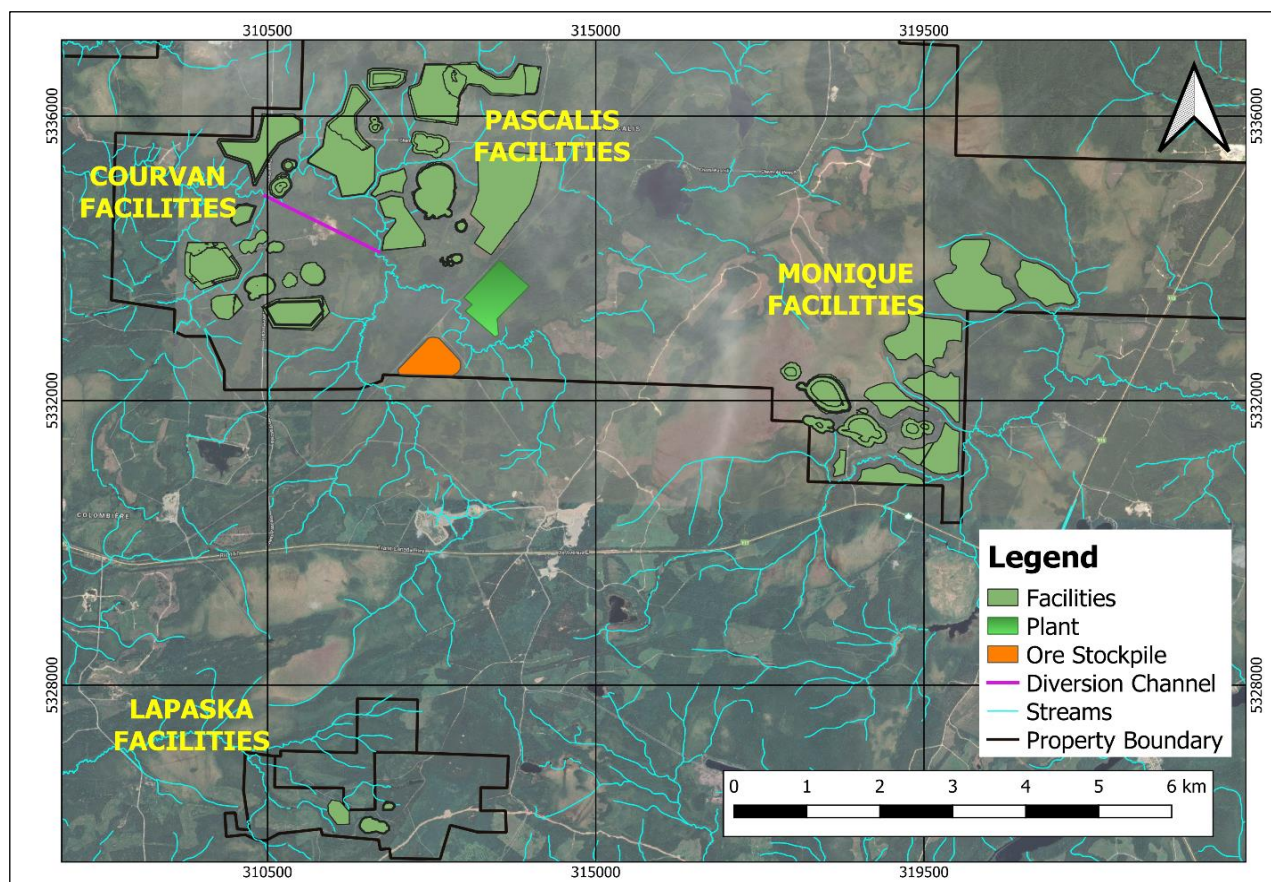 310500 315000 319500
5336000 5336000
PASCALIS
FACILITIES
COURVAN
FACILITIES
MONIQUE
FACILITIES
5332000 5332000
COLOMBIÈRE
Legend
Facilities
Plant
Ore Stockpile
Diversion Channel
Streams
Property Boundary
5328000 5328000
LAPASKA
FACILITIES
0 1 2 3 4 5 6 km
310500 315000 319500